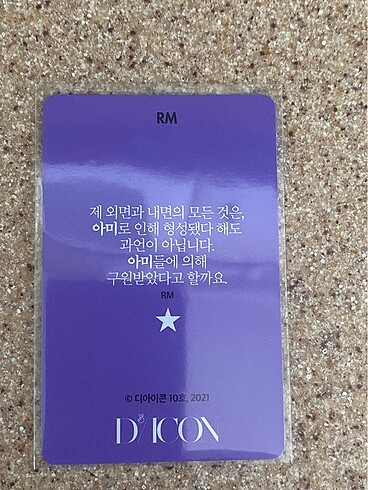 RM
제 외면과 내면의 모든 것은,
아미로 인해 형성됐다 해도
과언이 아닙니다.
아미들에 의해
구원받았다고 할까요.
RM
© 디아이콘 10호, 2021
D/ICON